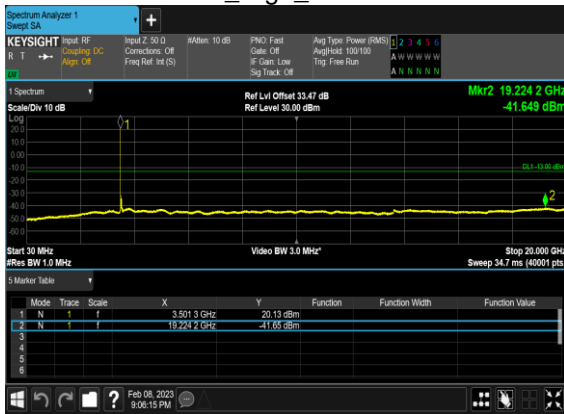 Spectrum Analyzer 1
Swept SA
+
KEYSIGHT Input: RF Input Z: 50 Ω #Atten: 10 dB PNO: Fast Avg Type: Power (RMS) 1 2 3 4 5 6
R T Coupling: DC Corrections: Off Gate: Off Avg|Hold: 100/100 A W W W W W
Align: Off Freq Ref: Int (S) IF Gain: Low Trig: Free Run
Sig Track: Off A N N N N N
1 Spectrum Ref Lvl Offset 33.47 dB Mkr2 19.224 2 GHz
Scale/Div 10 dB Ref Level 30.00 dBm -41.649 dBm
Log
1
20.0
10.0
0.00
-10.0 DL1 -13.00 dBm
-20.0
-30.0
-40.0 2
-50.0
-60.0
Start 30 MHz Video BW 3.0 MHz* Stop 20.000 GHz
#Res BW 1.0 MHz Sweep 34.7 ms (40001 pts
5 Marker Table
Mode Trace Scale X Y Function Function Width Function Value
1 N 1 f 3.501 3 GHz 20.13 dBm
2 N 1 f 19.224 2 GHz -41.65 dBm
3
4
5
6
? Feb 08, 2023
9:06:15 PM